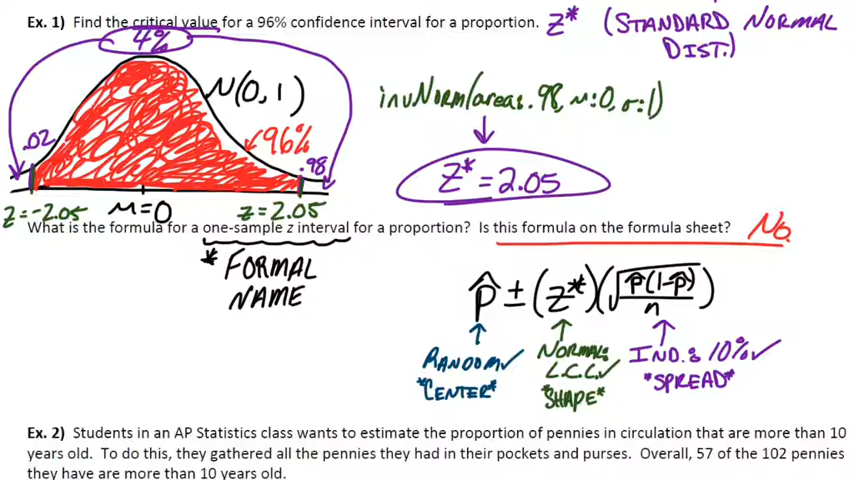 Ex. 1) Find the critical value for a 96% confidence interval for a proportion. Z* (STANDARD NORMAL
DIST.)
4%
N(0,1)
invNorm(area:.98, μ:0, σ:1)
96%
.02
.98
Z* = 2.05
z=-2.05
μ=0
z=2.05
What is the formula for a one-sample z interval for a proportion? Is this formula on the formula sheet? No.
* FORMAL
NAME
p̂ ± (z*)(√p̂(1-p̂)/n)
RANDOM✓
*CENTER*
NORMAL:
L.C.C.✓
*SHAPE*
IND.: 10%✓
*SPREAD*
Ex. 2) Students in an AP Statistics class wants to estimate the proportion of pennies in circulation that are more than 10
years old. To do this, they gathered all the pennies they had in their pockets and purses. Overall, 57 of the 102 pennies
they have are more than 10 years old.